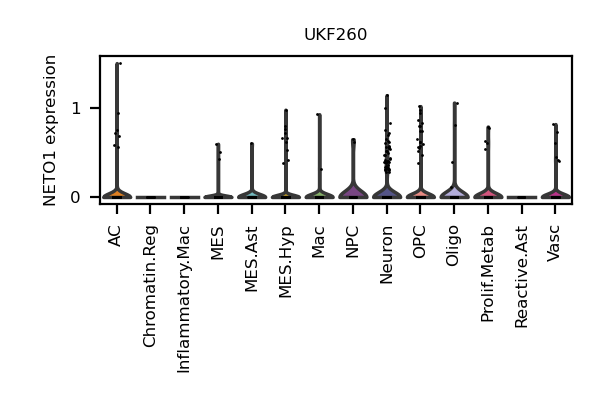 UKF260
NETO1 expression
1
0
AC
Chromatin.Reg
Inflammatory.Mac
MES
MES.Ast
MES.Hyp
Mac
NPC
Neuron
OPC
Oligo
Prolif.Metab
Reactive.Ast
Vasc